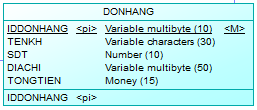 DONHANG
IDDONHANG <pi> Variable multibyte (10) <M>
TENKH Variable characters (30)
SDT Number (10)
DIACHI Variable multibyte (50)
TONGTIEN Money (15)
IDDONHANG <pi>